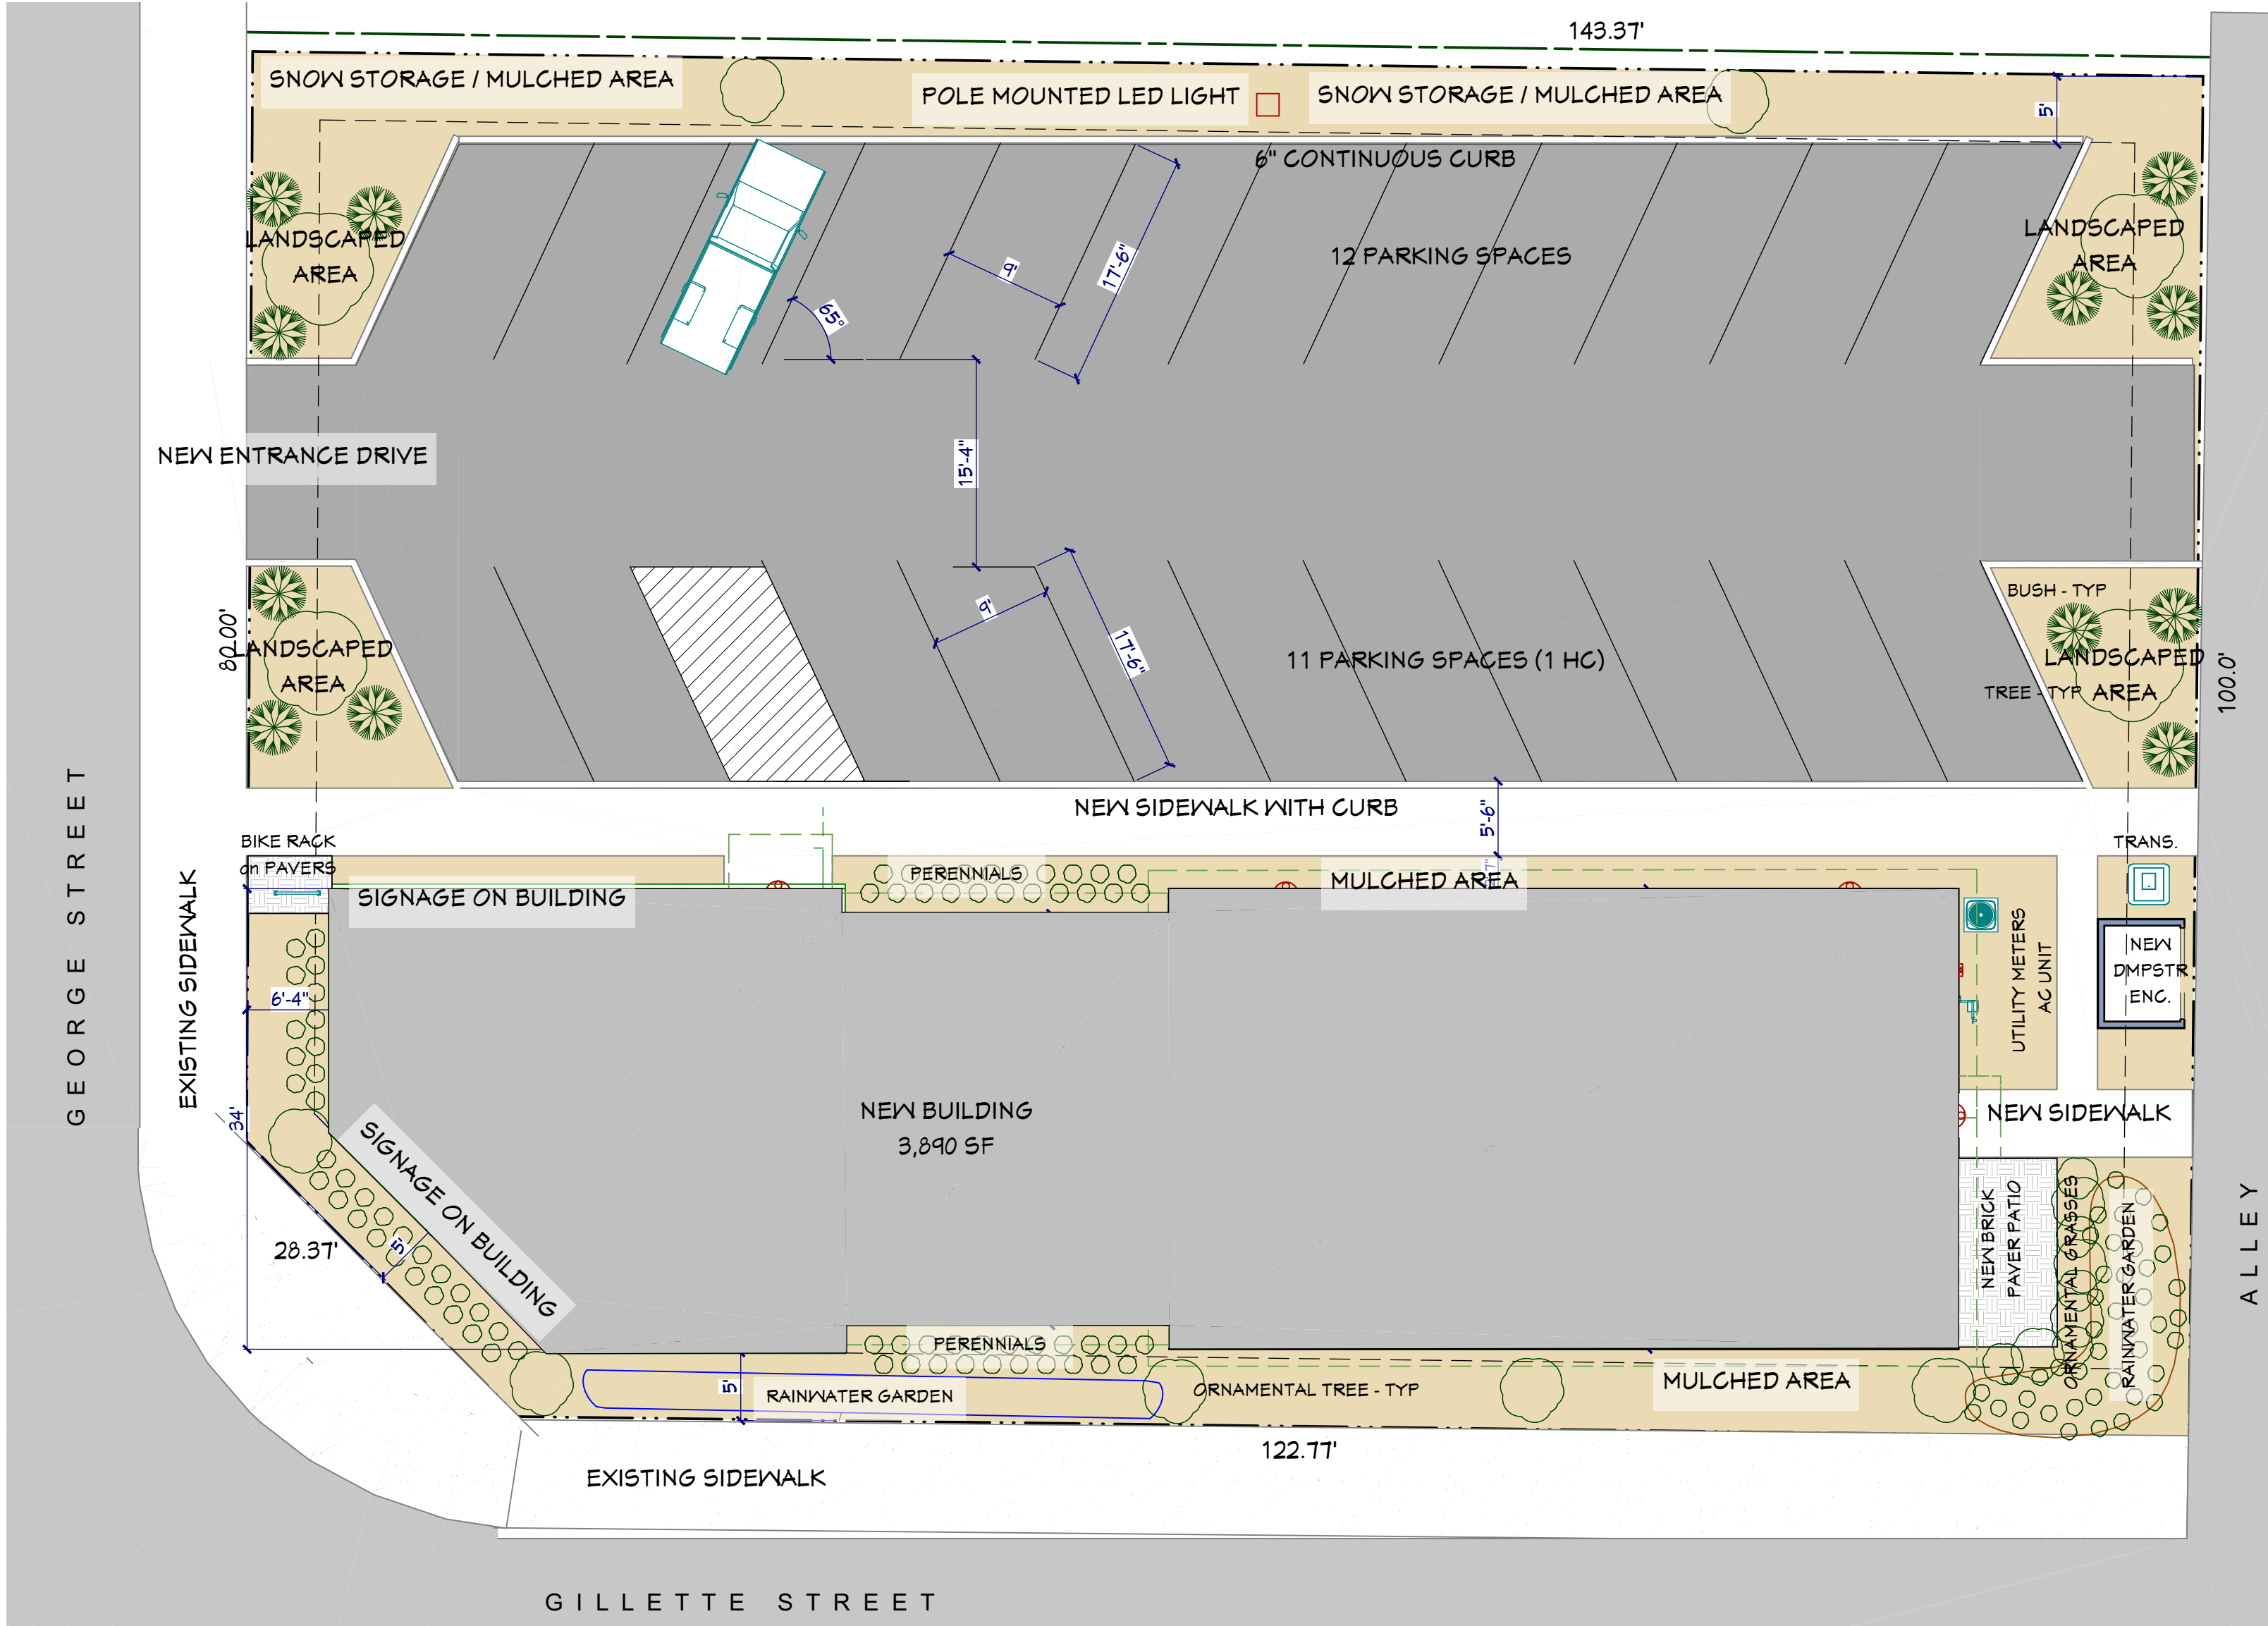 143.37'
SNOW STORAGE / MULCHED AREA
POLE MOUNTED LED LIGHT
SNOW STORAGE / MULCHED AREA
5'
6" CONTINUOUS CURB
LANDSCAPED
AREA
12 PARKING SPACES
LANDSCAPED
AREA
9'
17'-6"
65°
NEW ENTRANCE DRIVE
15'-4"
80.00'
LANDSCAPED
AREA
9'
17'-6"
11 PARKING SPACES (1 HC)
BUSH - TYP
LANDSCAPED
TREE - TYP
AREA
100.0'
NEW SIDEWALK WITH CURB
5'-6"
BIKE RACK
on PAVERS
TRANS.
SIGNAGE ON BUILDING
PERENNIALS
MULCHED AREA
GEORGE STREET
EXISTING SIDEWALK
6'-4"
34'
UTILITY METERS
AC UNIT
NEW
DMPSTR
ENC.
NEW BUILDING
3,890 SF
NEW SIDEWALK
SIGNAGE ON BUILDING
28.37'
5'
NEW BRICK
PAVER PATIO
ORNAMENTAL GRASSES
RAINWATER GARDEN
ALLEY
PERENNIALS
5'
RAINWATER GARDEN
ORNAMENTAL TREE - TYP
MULCHED AREA
122.77'
EXISTING SIDEWALK
GILLETTE STREET